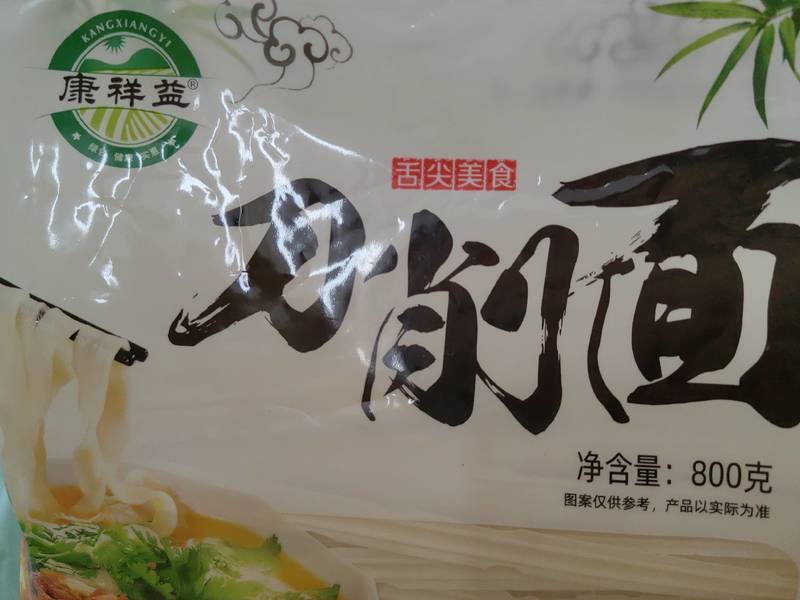 KANGXIANGYI
康祥益®
舌尖美食
刀削面
净含量：800克
图案仅供参考，产品以实际为准